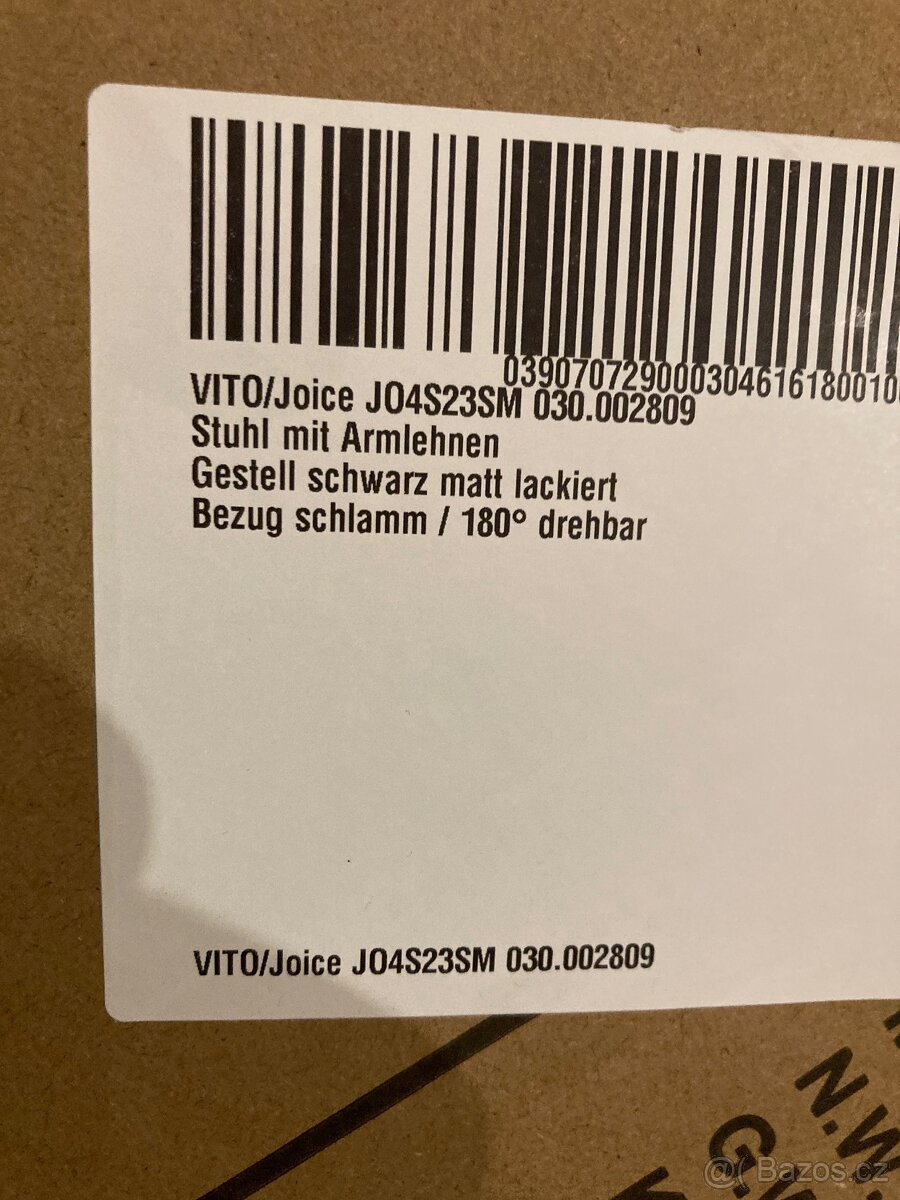 039070729000304616180010
VITO/Joice JO4S23SM 030.002809
Stuhl mit Armlehnen
Gestell schwarz matt lackiert
Bezug schlamm / 180° drehbar
VITO/Joice JO4S23SM 030.002809
N.W
G.
Bazos.cz